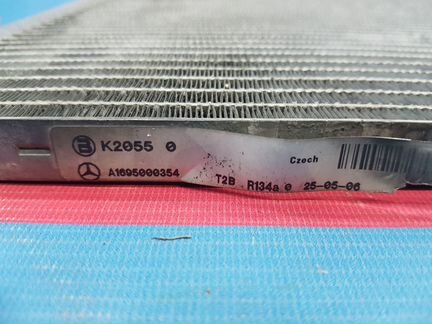 K2055 0
Czech
A1695000354
T2B R134a 0 25-05-06